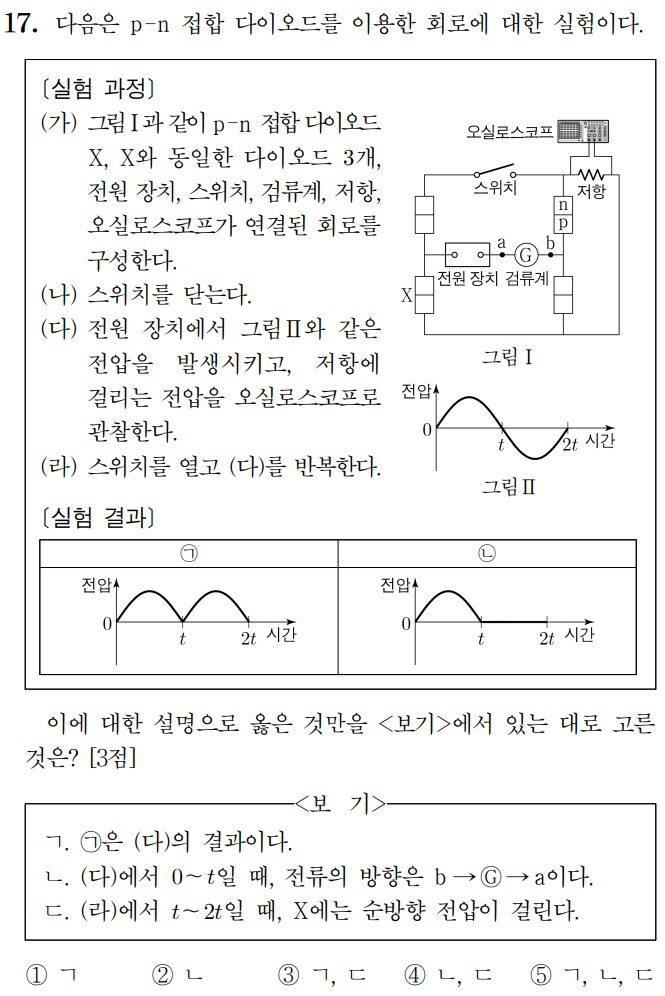 17. 다음은 p-n 접합 다이오드를 이용한 회로에 대한 실험이다.
〔실험 과정〕
(가) 그림Ⅰ과 같이 p-n 접합 다이오드
X, X와 동일한 다이오드 3개,
전원 장치, 스위치, 검류계, 저항,
오실로스코프가 연결된 회로를
구성한다.
(나) 스위치를 닫는다.
(다) 전원 장치에서 그림Ⅱ와 같은
전압을 발생시키고, 저항에
걸리는 전압을 오실로스코프로
관찰한다.
(라) 스위치를 열고 (다)를 반복한다.
오실로스코프
스위치
저항
n
p
a
b
G
전원 장치 검류계
X
그림Ⅰ
전압
0
t
2t 시간
그림Ⅱ
〔실험 결과〕
㉠ ㉡
전압
0
t
2t
시간
전압
0
t
2t
시간
이에 대한 설명으로 옳은 것만을 <보기>에서 있는 대로 고른
것은? [3점]
<보 기>
ㄱ. ㉠은 (다)의 결과이다.
ㄴ. (다)에서 0~t일 때, 전류의 방향은 b→Ⓖ→a이다.
ㄷ. (라)에서 t~2t일 때, X에는 순방향 전압이 걸린다.
① ㄱ ② ㄴ ③ ㄱ, ㄷ ④ ㄴ, ㄷ ⑤ ㄱ, ㄴ, ㄷ